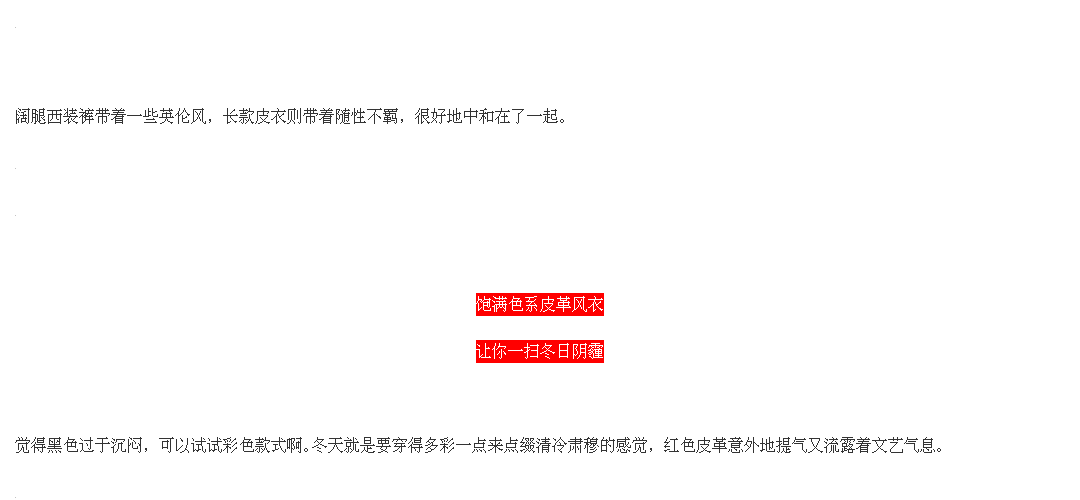 阔腿西装裤带着一些英伦风，长款皮衣则带着随性不羁，很好地中和在了一起。
饱满色系皮革风衣
让你一扫冬日阴霾
觉得黑色过于沉闷，可以试试彩色款式啊。冬天就是要穿得多彩一点来点缀清冷肃穆的感觉，红色皮革意外地提气又流露着文艺气息。